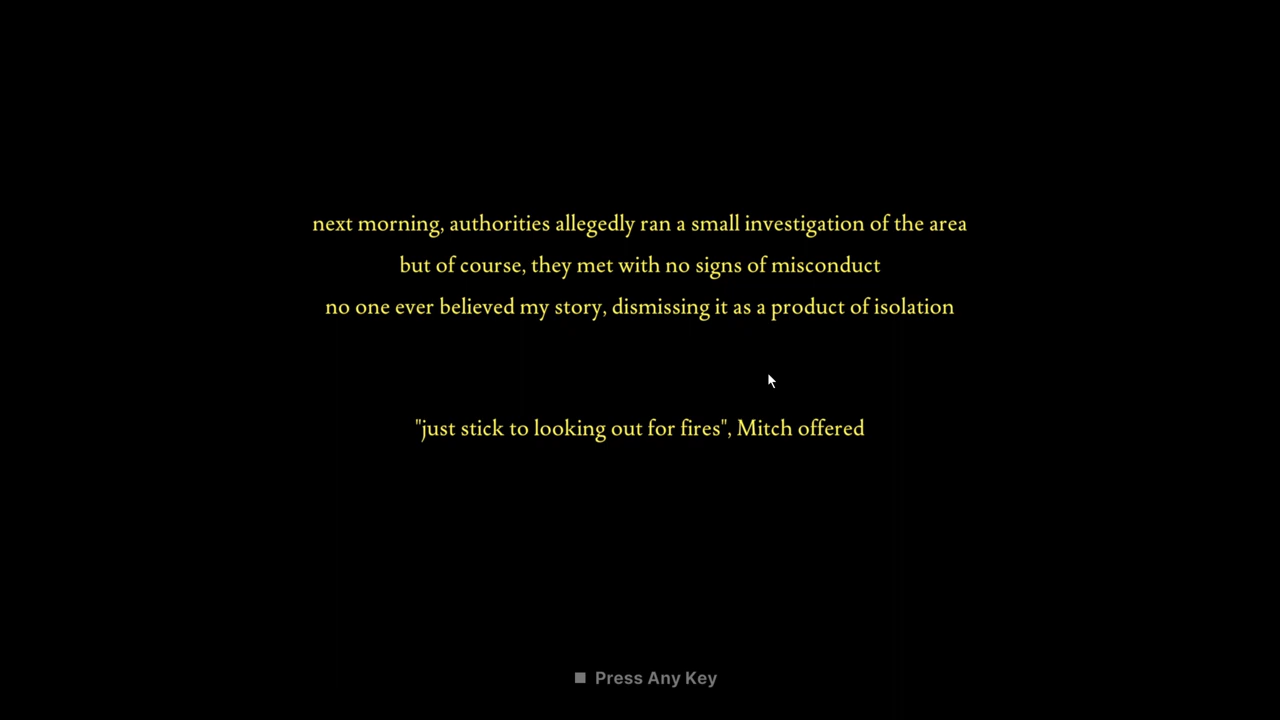 next morning, authorities allegedly ran a small investigation of the area
but of course, they met with no signs of misconduct
no one ever believed my story, dismissing it as a product of isolation
"just stick to looking out for fires", Mitch offered
Press Any Key